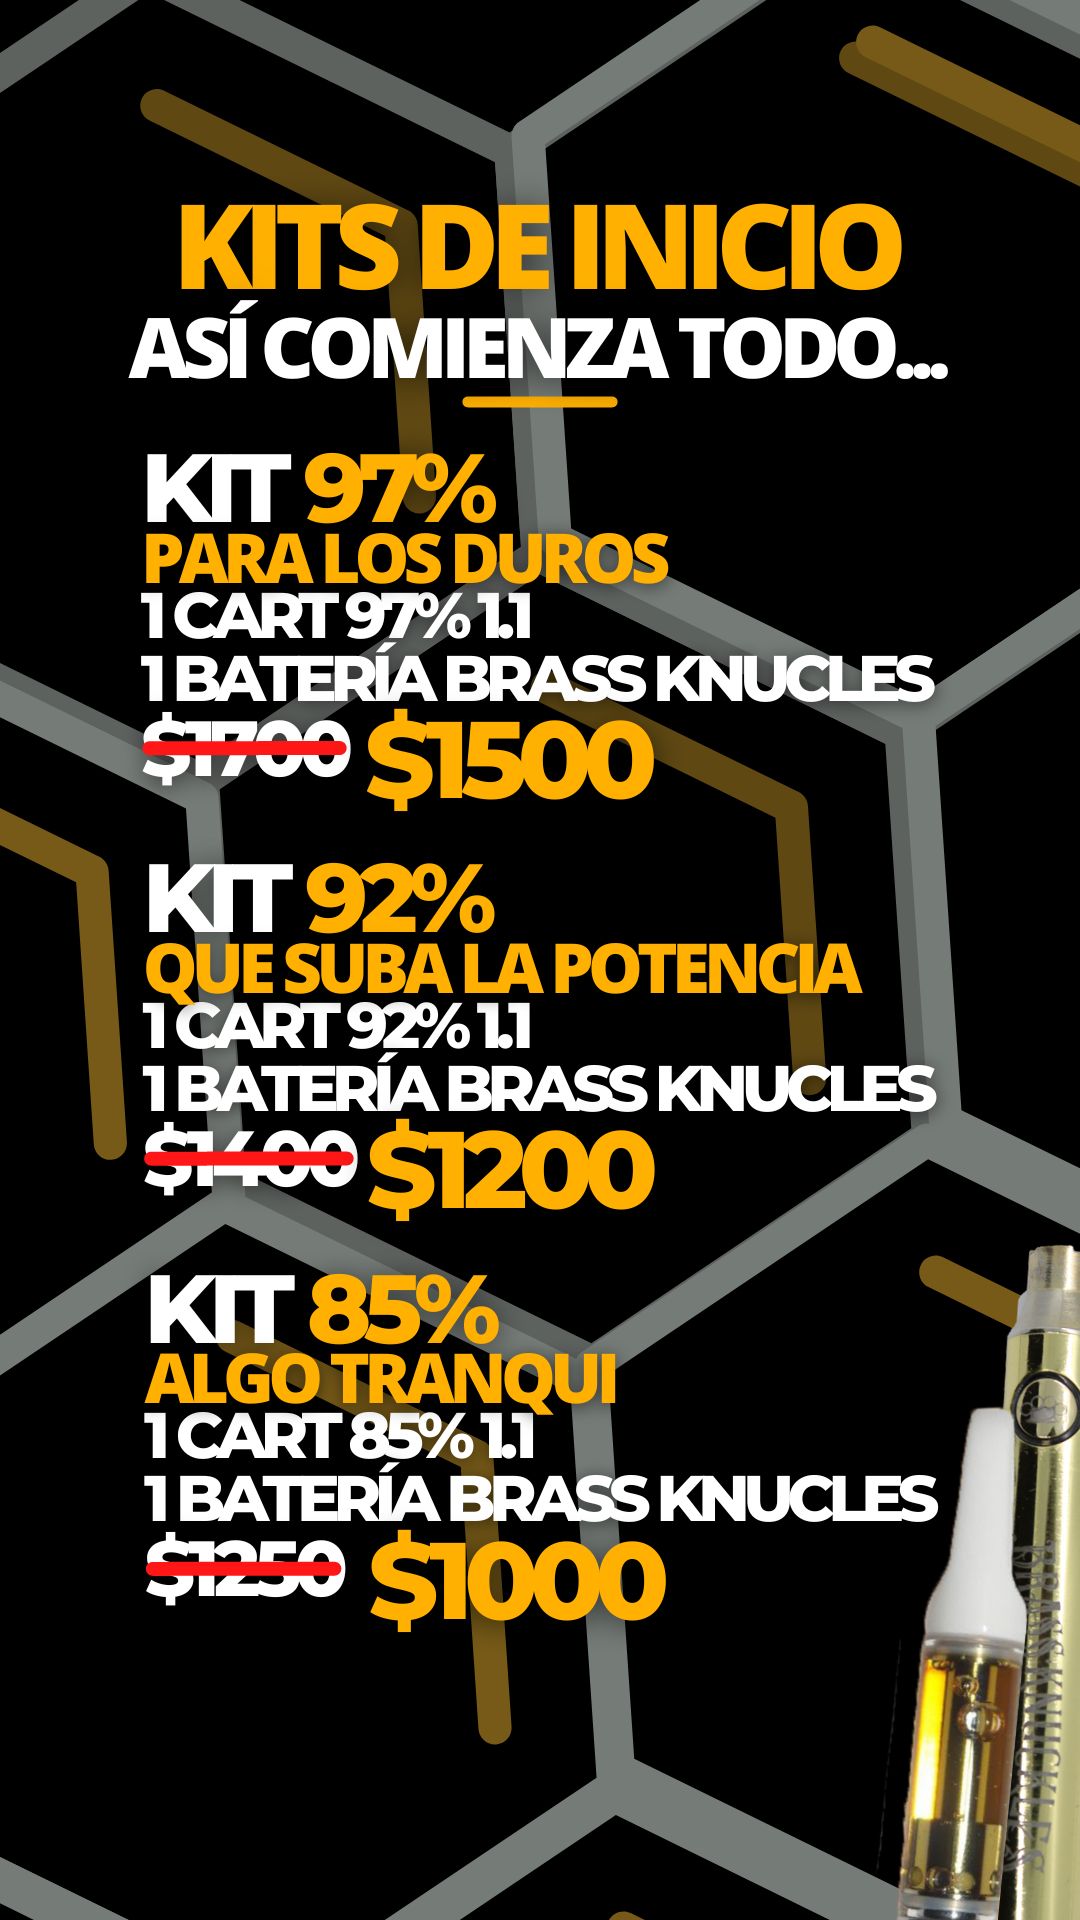 KITS DE INICIO
ASÍ COMIENZA TODO...
KIT 97%
PARA LOS DUROS
1 CART 97% 1.1
1 BATERÍA BRASS KNUCLES
$1700 $1500
KIT 92%
QUE SUBA LA POTENCIA
1 CART 92% 1.1
1 BATERÍA BRASS KNUCLES
$1400 $1200
KIT 85%
ALGO TRANQUI
1 CART 85% 1.1
1 BATERÍA BRASS KNUCLES
$1250 $1000
BRASS KNUCKLES